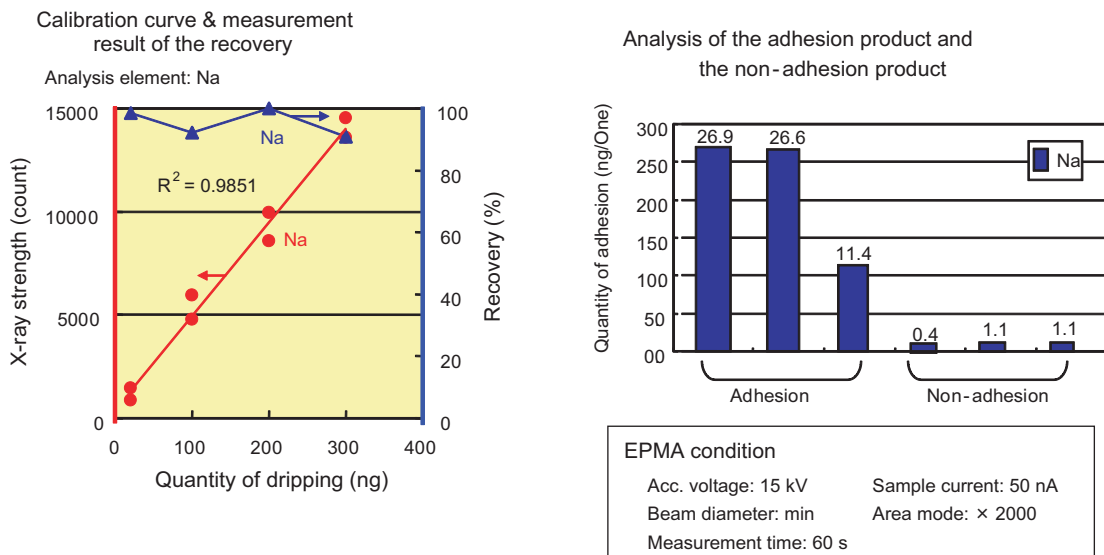 Calibration curve & measurement
result of the recovery
Analysis element: Na
15000
10000
5000
0
X-ray strength (count)
100
80
60
40
20
0
Recovery (%)
Na
R² = 0.9851
Na
0 100 200 300 400
Quantity of dripping (ng)
Analysis of the adhesion product and
the non-adhesion product
300
250
200
150
100
50
00
Quantity of adhesion (ng/One)
26.9 26.6 11.4 0.4 1.1 1.1
Na
Adhesion Non-adhesion
EPMA condition
Acc. voltage: 15 kV Sample current: 50 nA
Beam diameter: min Area mode: × 2000
Measurement time: 60 s